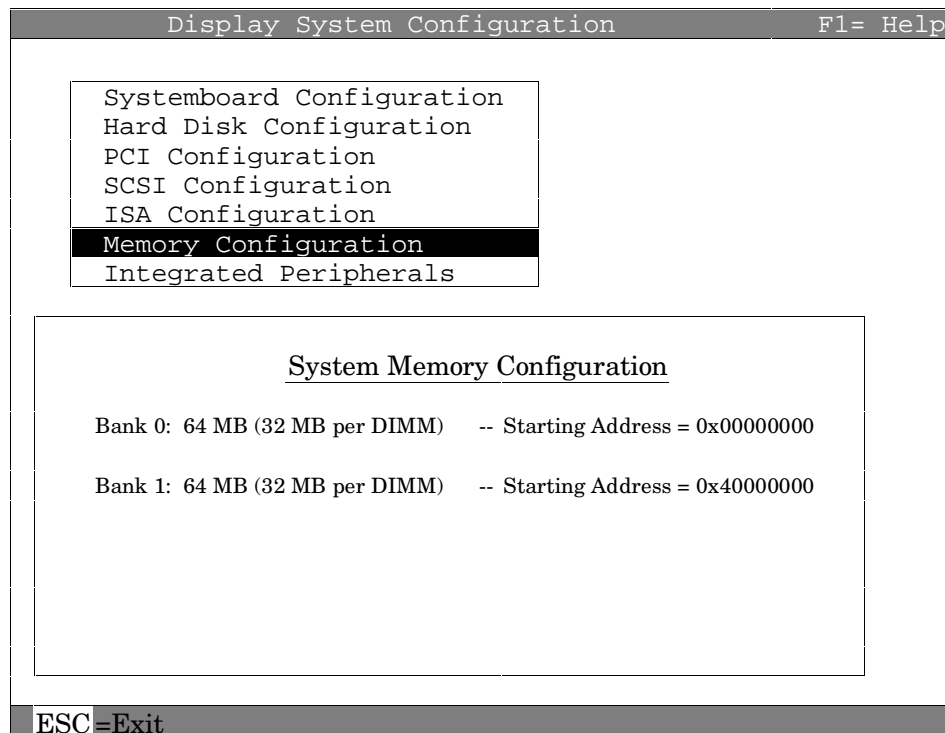 Display System Configuration F1= Help
Systemboard Configuration
Hard Disk Configuration
PCI Configuration
SCSI Configuration
ISA Configuration
Memory Configuration
Integrated Peripherals
System Memory Configuration
Bank 0: 64 MB (32 MB per DIMM) -- Starting Address = 0x00000000
Bank 1: 64 MB (32 MB per DIMM) -- Starting Address = 0x40000000
ESC=Exit